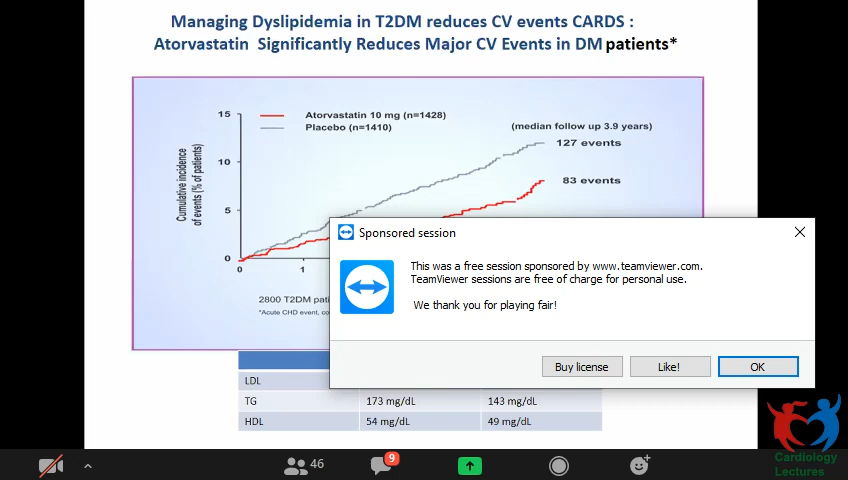 Managing Dyslipidemia in T2DM reduces CV events CARDS :
Atorvastatin Significantly Reduces Major CV Events in DM patients*
15
10
5
0
Cumulative incidence
of events (% of patients)
Atorvastatin 10 mg (n=1428)
Placebo (n=1410)
(median follow up 3.9 years)
127 events
83 events
0
1
2800 T2DM pati
*Acute CHD event, co
Sponsored session
This was a free session sponsored by www.teamviewer.com.
TeamViewer sessions are free of charge for personal use.
We thank you for playing fair!
Buy license
Like!
OK
LDL
TG 173 mg/dL 143 mg/dL
HDL 54 mg/dL 49 mg/dL
46
9
Cardiology
Lectures